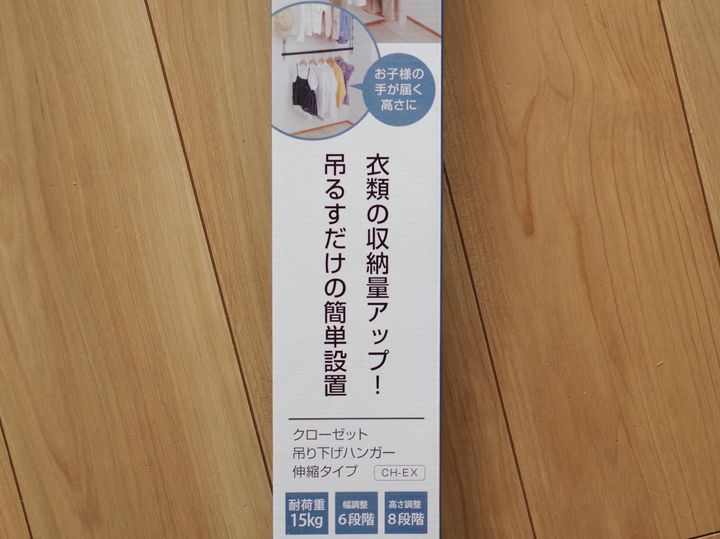 お子様の
手が届く
高さに
衣類の収納量アップ！
吊るすだけの簡単設置
クローゼット
吊り下げハンガー
伸縮タイプ CH-EX
耐荷重
15kg
幅調整
6段階
高さ調整
8段階